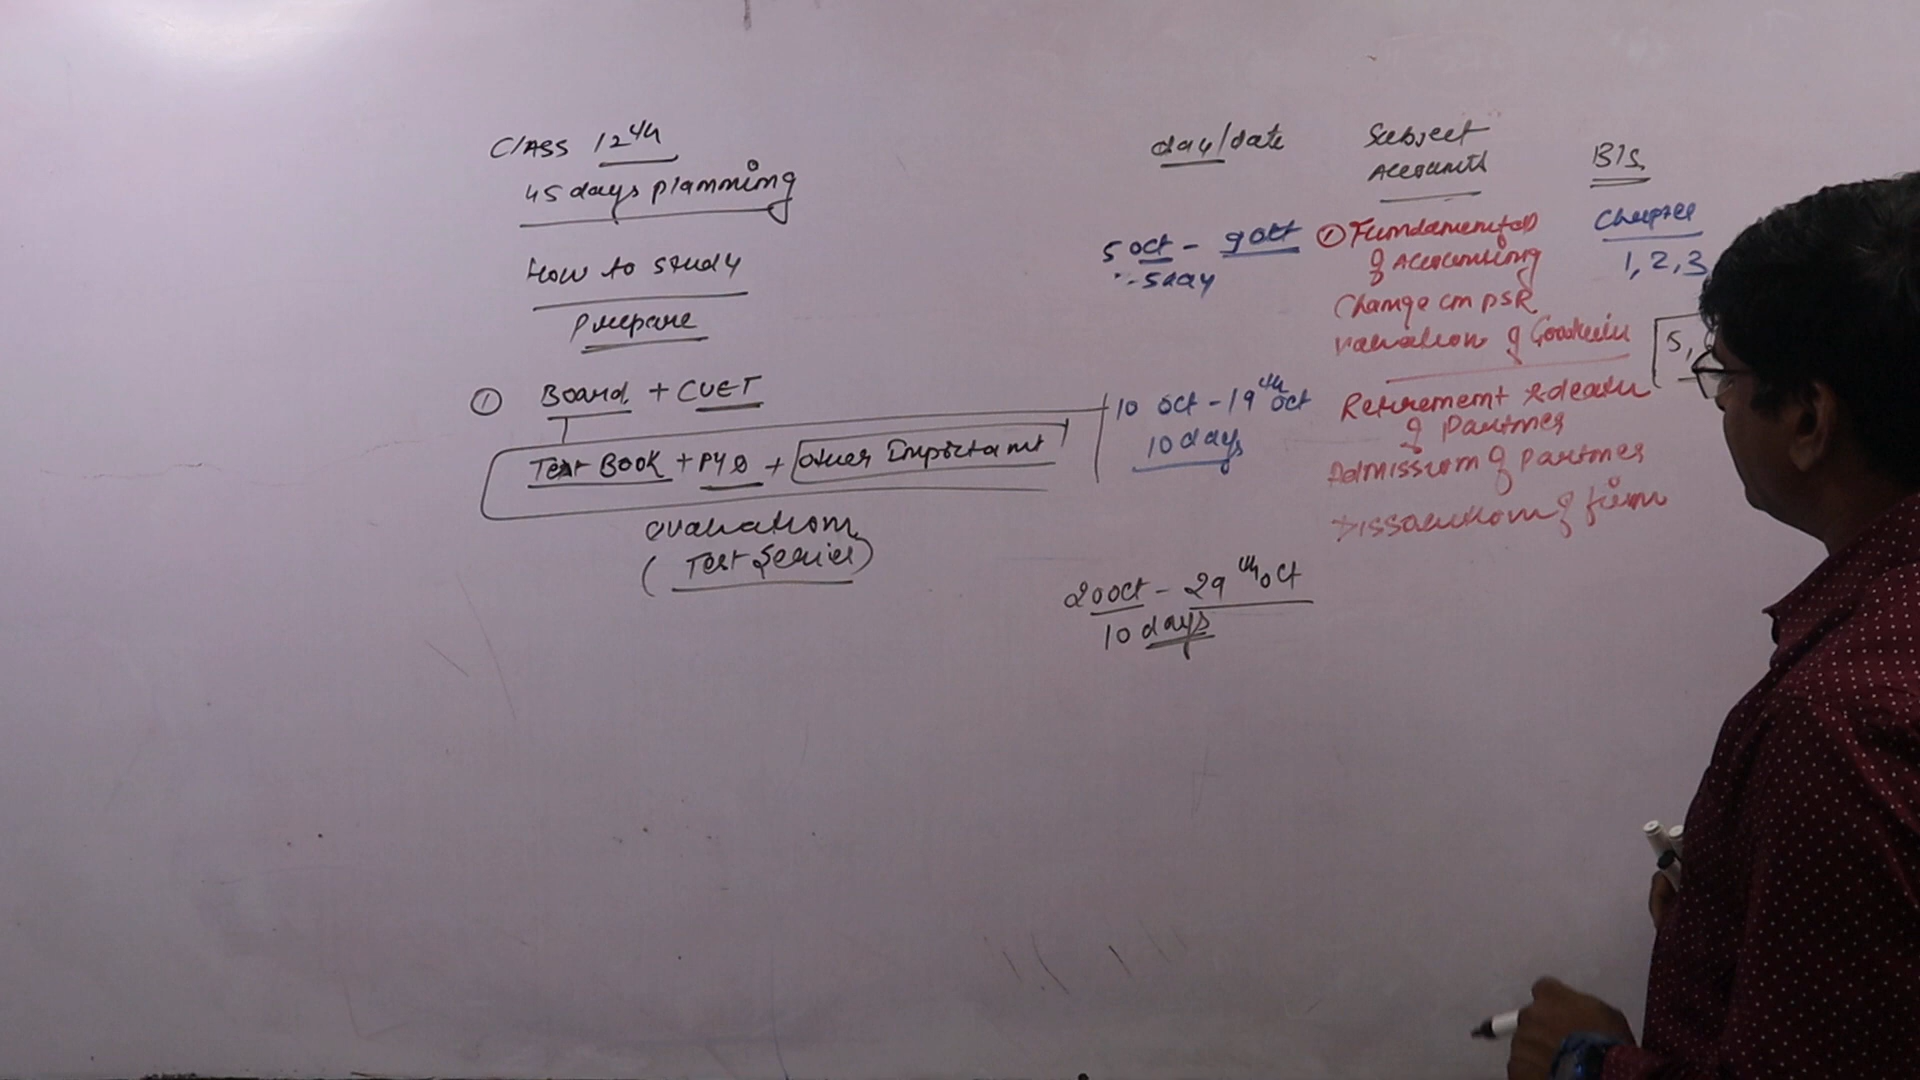 Class 12th
45 days planning
How to study
prepare
① Board + CUET
Text Book + PYQ + Other Important
evaluation
(Test Series)
day/date
5 Oct - 9 Oct
5 day
10 Oct - 19th Oct
10 days
20 Oct - 29th Oct
10 days
Subject
Accounts
① Fundamental
of Accounting
Change in PSR
Valuation of Goodwill
Retirement & death
of Partner
Admission of Partner
Dissolution of firm
B/S
Chapter
1, 2, 3
5,